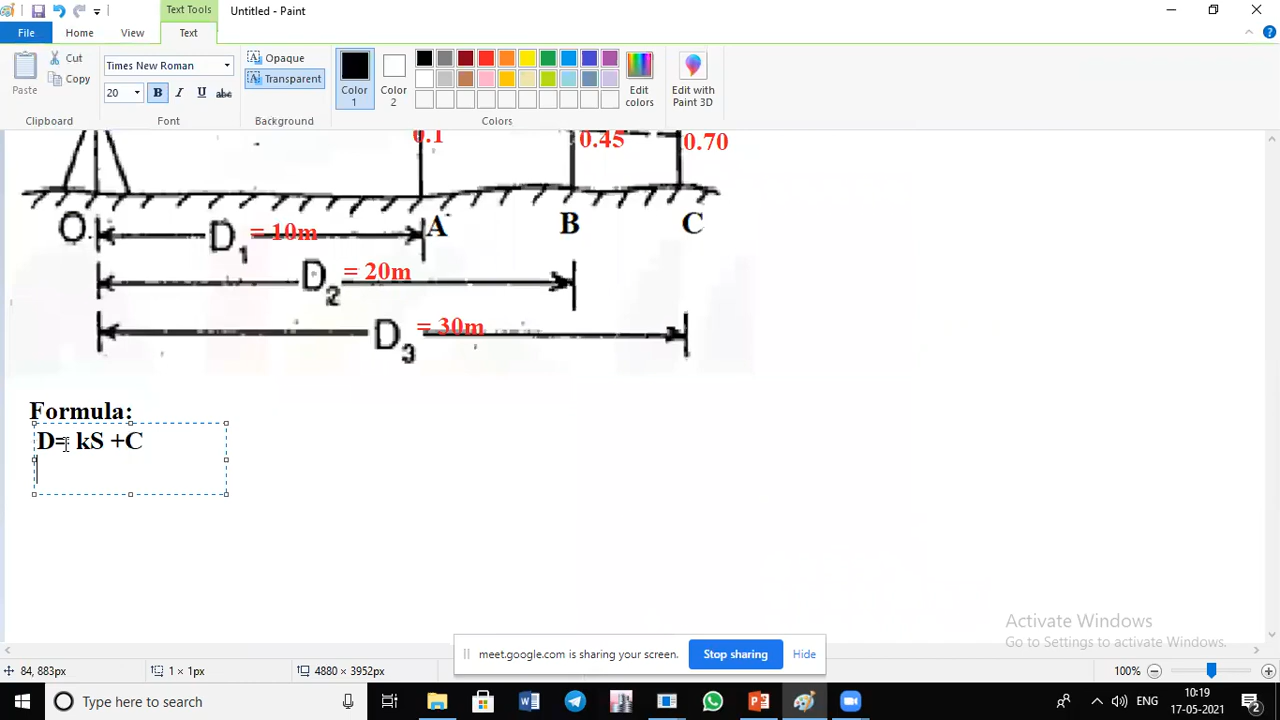 Text Tools
Untitled - Paint
File
Home
View
Text
Paste
Cut
Copy
Clipboard
Times New Roman
20
B
I
U
abc
Font
Opaque
Transparent
Background
Color 1
Color 2
Edit colors
Edit with Paint 3D
Colors
0.1
0.45
0.70
O.
D1 = 10m
A
B
C
D2 = 20m
D3 = 30m
Formula:
D= kS +C
Activate Windows
Go to Settings to activate Windows.
meet.google.com is sharing your screen.
Stop sharing
Hide
84, 883px
1 × 1px
4880 × 3952px
100%
Type here to search
ENG
10:19
17-05-2021
2